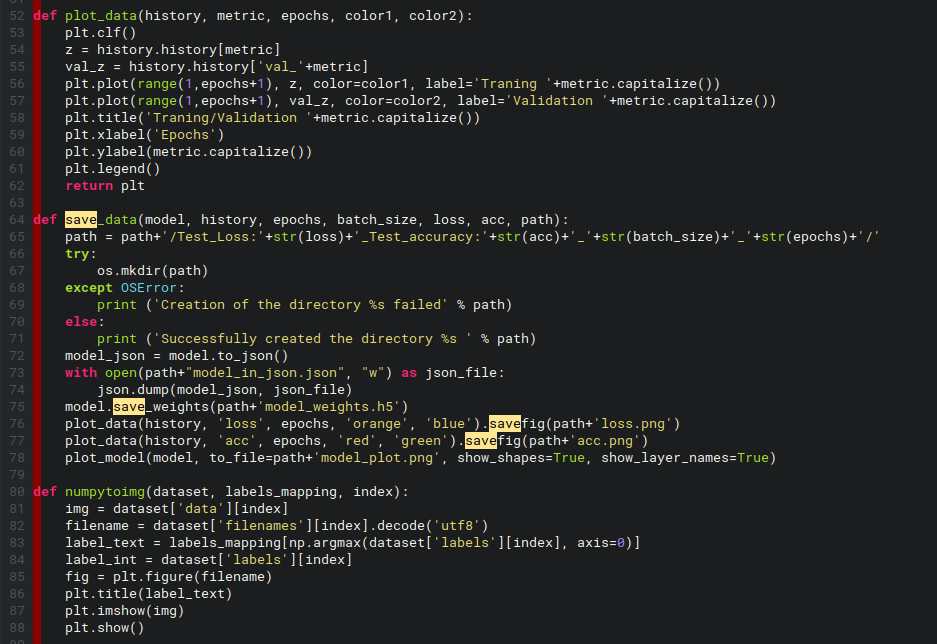 52 def plot_data(history, metric, epochs, color1, color2):
53     plt.clf()
54     z = history.history[metric]
55     val_z = history.history['val_'+metric]
56     plt.plot(range(1,epochs+1), z, color=color1, label='Traning '+metric.capitalize())
57     plt.plot(range(1,epochs+1), val_z, color=color2, label='Validation '+metric.capitalize())
58     plt.title('Traning/Validation '+metric.capitalize())
59     plt.xlabel('Epochs')
60     plt.ylabel(metric.capitalize())
61     plt.legend()
62     return plt
63
64 def save_data(model, history, epochs, batch_size, loss, acc, path):
65     path = path+'/Test_Loss:'+str(loss)+'_Test_accuracy:'+str(acc)+'_'+str(batch_size)+'_'+str(epochs)+'/'
66     try:
67         os.mkdir(path)
68     except OSError:
69         print ('Creation of the directory %s failed' % path)
70     else:
71         print ('Successfully created the directory %s ' % path)
72     model_json = model.to_json()
73     with open(path+"model_in_json.json", "w") as json_file:
74         json.dump(model_json, json_file)
75     model.save_weights(path+'model_weights.h5')
76     plot_data(history, 'loss', epochs, 'orange', 'blue').savefig(path+'loss.png')
77     plot_data(history, 'acc', epochs, 'red', 'green').savefig(path+'acc.png')
78     plot_model(model, to_file=path+'model_plot.png', show_shapes=True, show_layer_names=True)
79
80 def numpytoimg(dataset, labels_mapping, index):
81     img = dataset['data'][index]
82     filename = dataset['filenames'][index].decode('utf8')
83     label_text = labels_mapping[np.argmax(dataset['labels'][index], axis=0)]
84     label_int = dataset['labels'][index]
85     fig = plt.figure(filename)
86     plt.title(label_text)
87     plt.imshow(img)
88     plt.show()